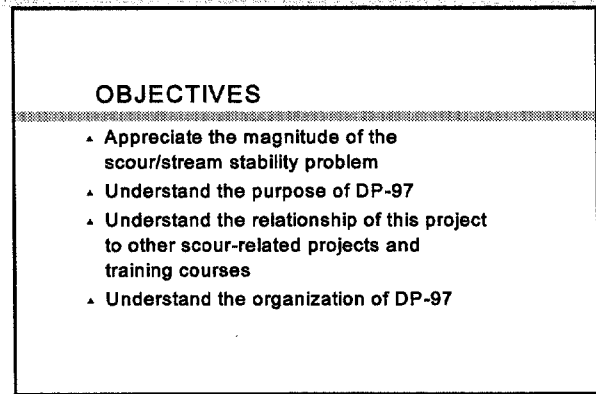 OBJECTIVES
▲ Appreciate the magnitude of the
scour/stream stability problem
▲ Understand the purpose of DP-97
▲ Understand the relationship of this project
to other scour-related projects and
training courses
▲ Understand the organization of DP-97